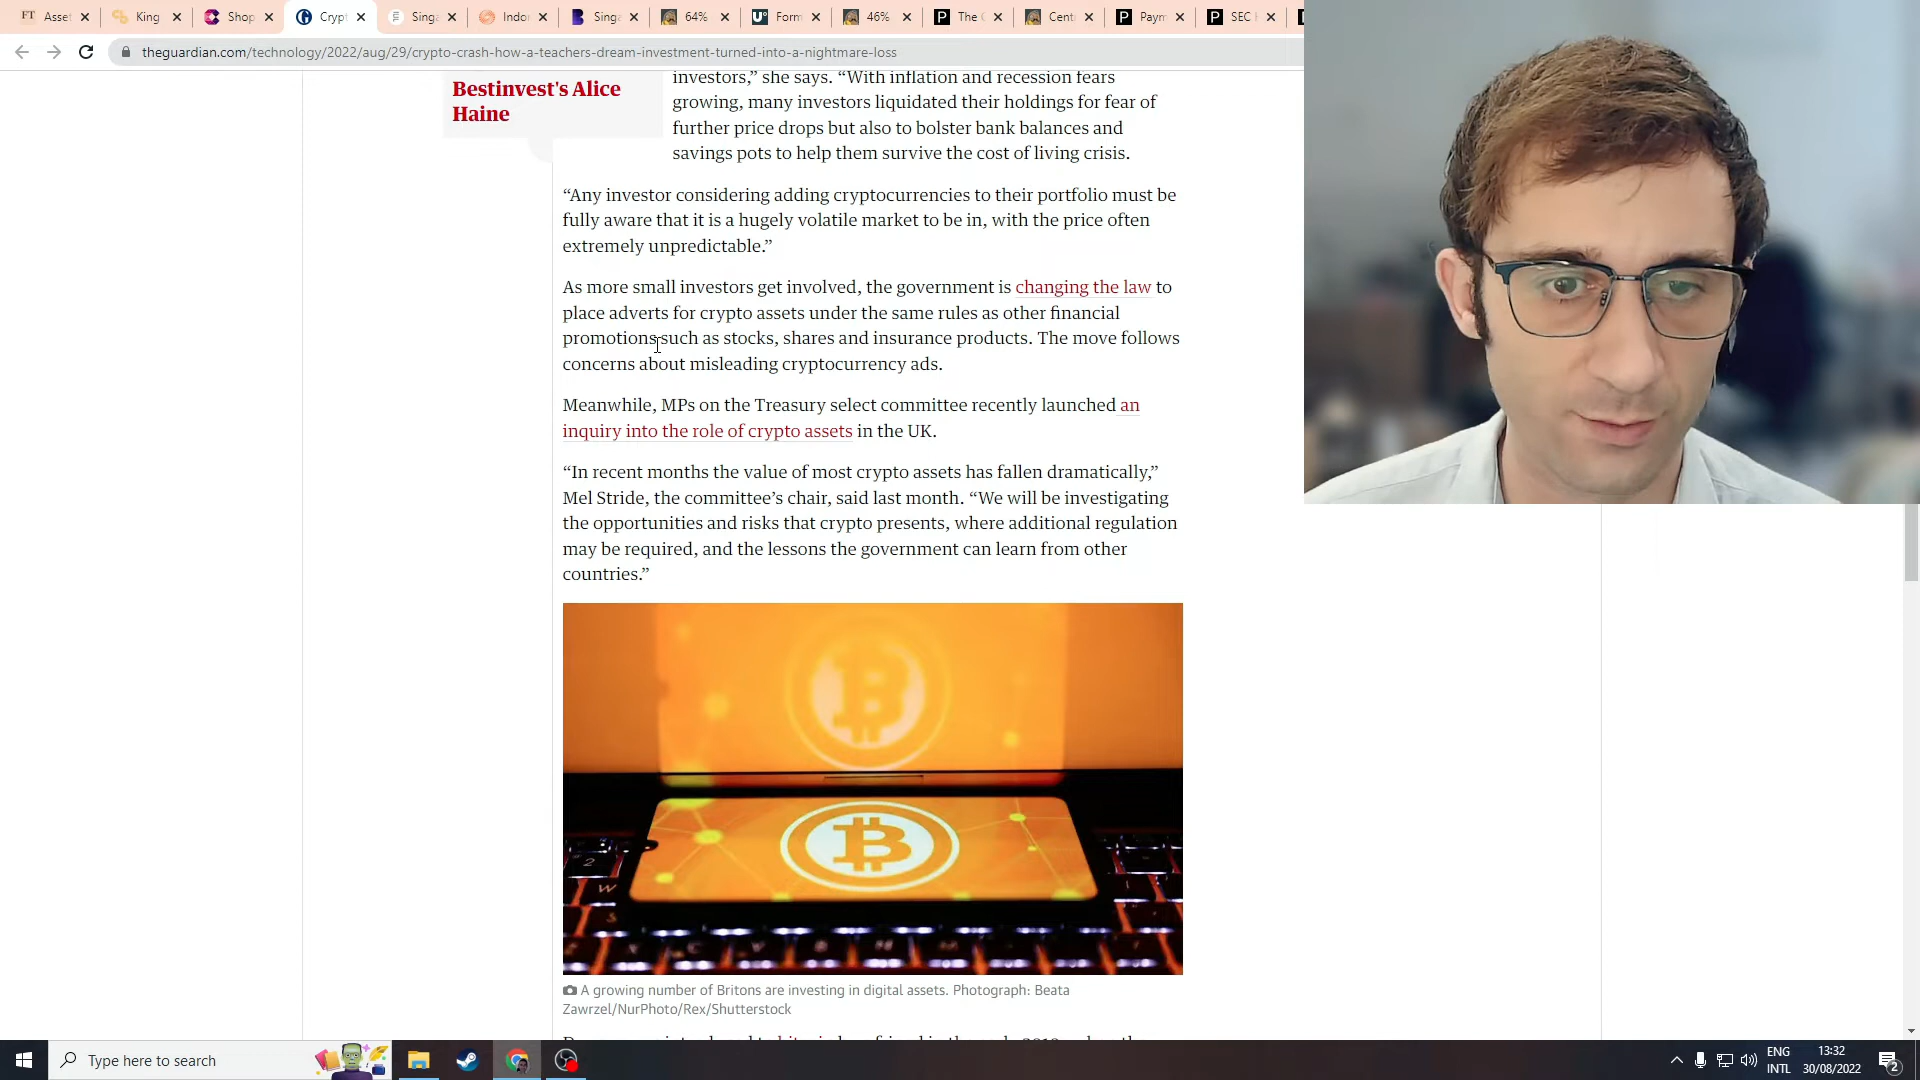 Asset
King
Shop
Crypt
Singa
Indor
Singa
64%
Form
46%
The C
Centi
Paym
SEC
theguardian.com/technology/2022/aug/29/crypto-crash-how-a-teachers-dream-investment-turned-into-a-nightmare-loss
Bestinvest's Alice
Haine
investors,” she says. “With inflation and recession fears
growing, many investors liquidated their holdings for fear of
further price drops but also to bolster bank balances and
savings pots to help them survive the cost of living crisis.
“Any investor considering adding cryptocurrencies to their portfolio must be
fully aware that it is a hugely volatile market to be in, with the price often
extremely unpredictable.”
As more small investors get involved, the government is changing the law to
place adverts for crypto assets under the same rules as other financial
promotions such as stocks, shares and insurance products. The move follows
concerns about misleading cryptocurrency ads.
Meanwhile, MPs on the Treasury select committee recently launched an
inquiry into the role of crypto assets in the UK.
“In recent months the value of most crypto assets has fallen dramatically,”
Mel Stride, the committee’s chair, said last month. “We will be investigating
the opportunities and risks that crypto presents, where additional regulation
may be required, and the lessons the government can learn from other
countries.”
A growing number of Britons are investing in digital assets. Photograph: Beata
Zawrzel/NurPhoto/Rex/Shutterstock
Type here to search
ENG
INTL
13:32
30/08/2022
2